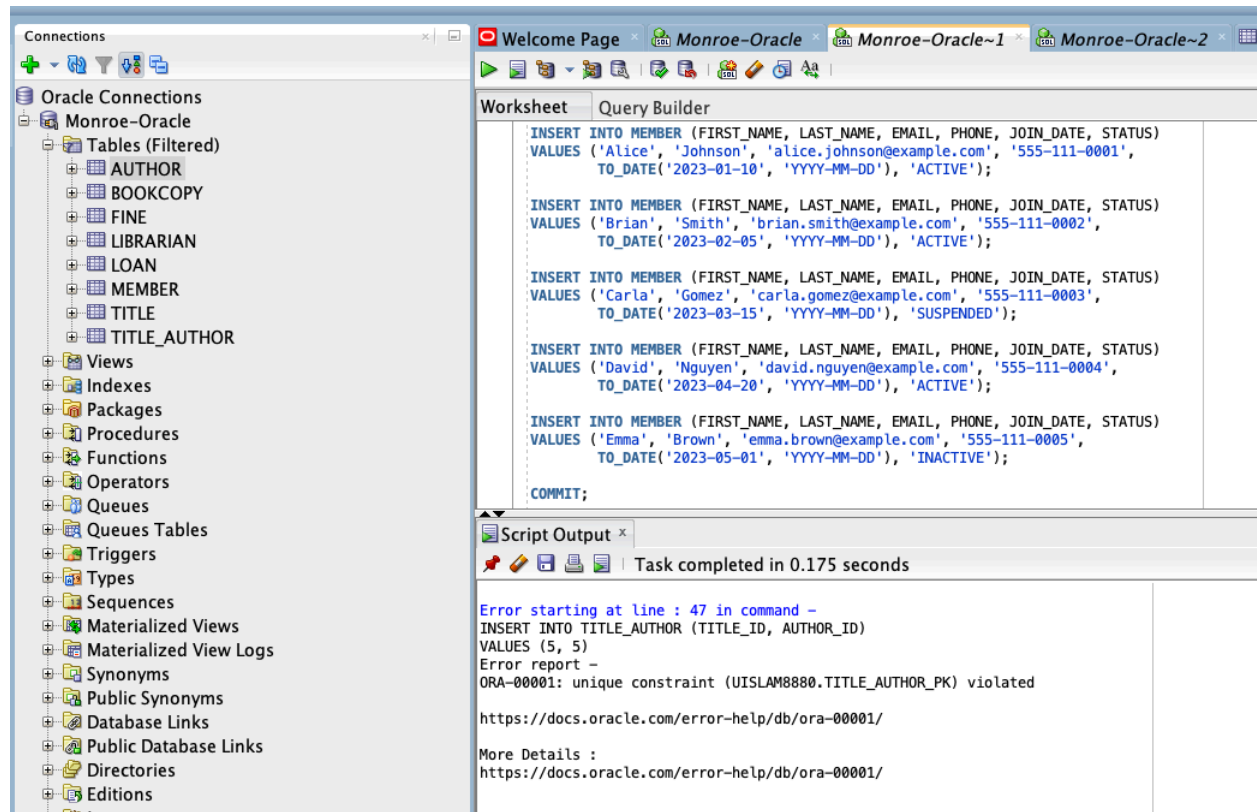 Connections
Oracle Connections
Monroe-Oracle
Tables (Filtered)
AUTHOR
BOOKCOPY
FINE
LIBRARIAN
LOAN
MEMBER
TITLE
TITLE_AUTHOR
Views
Indexes
Packages
Procedures
Functions
Operators
Queues
Queues Tables
Triggers
Types
Sequences
Materialized Views
Materialized View Logs
Synonyms
Public Synonyms
Database Links
Public Database Links
Directories
Editions
Welcome Page Monroe-Oracle Monroe-Oracle~1 Monroe-Oracle~2
Worksheet Query Builder
INSERT INTO MEMBER (FIRST_NAME, LAST_NAME, EMAIL, PHONE, JOIN_DATE, STATUS)
VALUES ('Alice', 'Johnson', 'alice.johnson@example.com', '555-111-0001',
TO_DATE('2023-01-10', 'YYYY-MM-DD'), 'ACTIVE');
INSERT INTO MEMBER (FIRST_NAME, LAST_NAME, EMAIL, PHONE, JOIN_DATE, STATUS)
VALUES ('Brian', 'Smith', 'brian.smith@example.com', '555-111-0002',
TO_DATE('2023-02-05', 'YYYY-MM-DD'), 'ACTIVE');
INSERT INTO MEMBER (FIRST_NAME, LAST_NAME, EMAIL, PHONE, JOIN_DATE, STATUS)
VALUES ('Carla', 'Gomez', 'carla.gomez@example.com', '555-111-0003',
TO_DATE('2023-03-15', 'YYYY-MM-DD'), 'SUSPENDED');
INSERT INTO MEMBER (FIRST_NAME, LAST_NAME, EMAIL, PHONE, JOIN_DATE, STATUS)
VALUES ('David', 'Nguyen', 'david.nguyen@example.com', '555-111-0004',
TO_DATE('2023-04-20', 'YYYY-MM-DD'), 'ACTIVE');
INSERT INTO MEMBER (FIRST_NAME, LAST_NAME, EMAIL, PHONE, JOIN_DATE, STATUS)
VALUES ('Emma', 'Brown', 'emma.brown@example.com', '555-111-0005',
TO_DATE('2023-05-01', 'YYYY-MM-DD'), 'INACTIVE');
COMMIT;
Script Output x
Task completed in 0.175 seconds
Error starting at line : 47 in command -
INSERT INTO TITLE_AUTHOR (TITLE_ID, AUTHOR_ID)
VALUES (5, 5)
Error report -
ORA-00001: unique constraint (UISLAM8880.TITLE_AUTHOR_PK) violated
https://docs.oracle.com/error-help/db/ora-00001/
More Details :
https://docs.oracle.com/error-help/db/ora-00001/